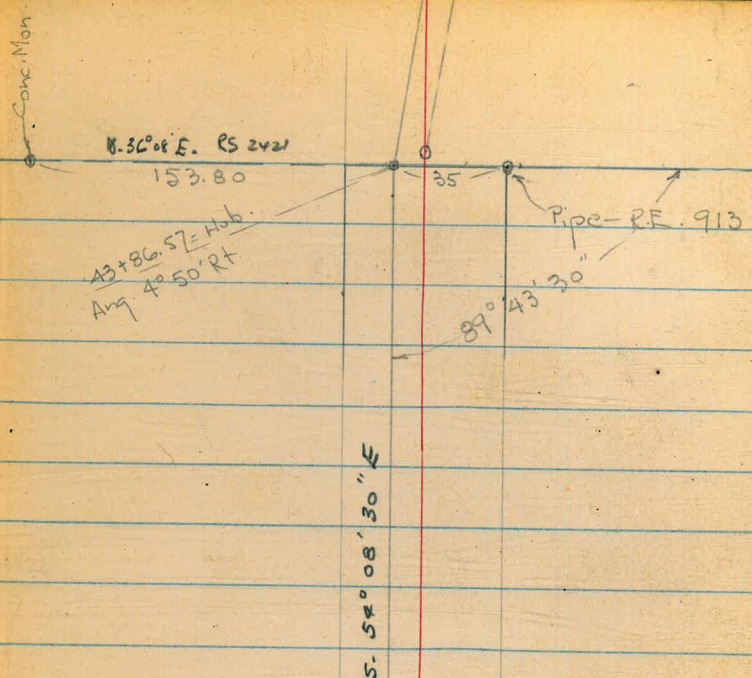 Conc. Mon.
N. 36° 08' E. RS 2421
153.80
35'
Pipe - R.E. 913
43+86.57 = Hub.
Ang. 4° 50' Rt.
89° 43' 30"
S. 54° 08' 30" E